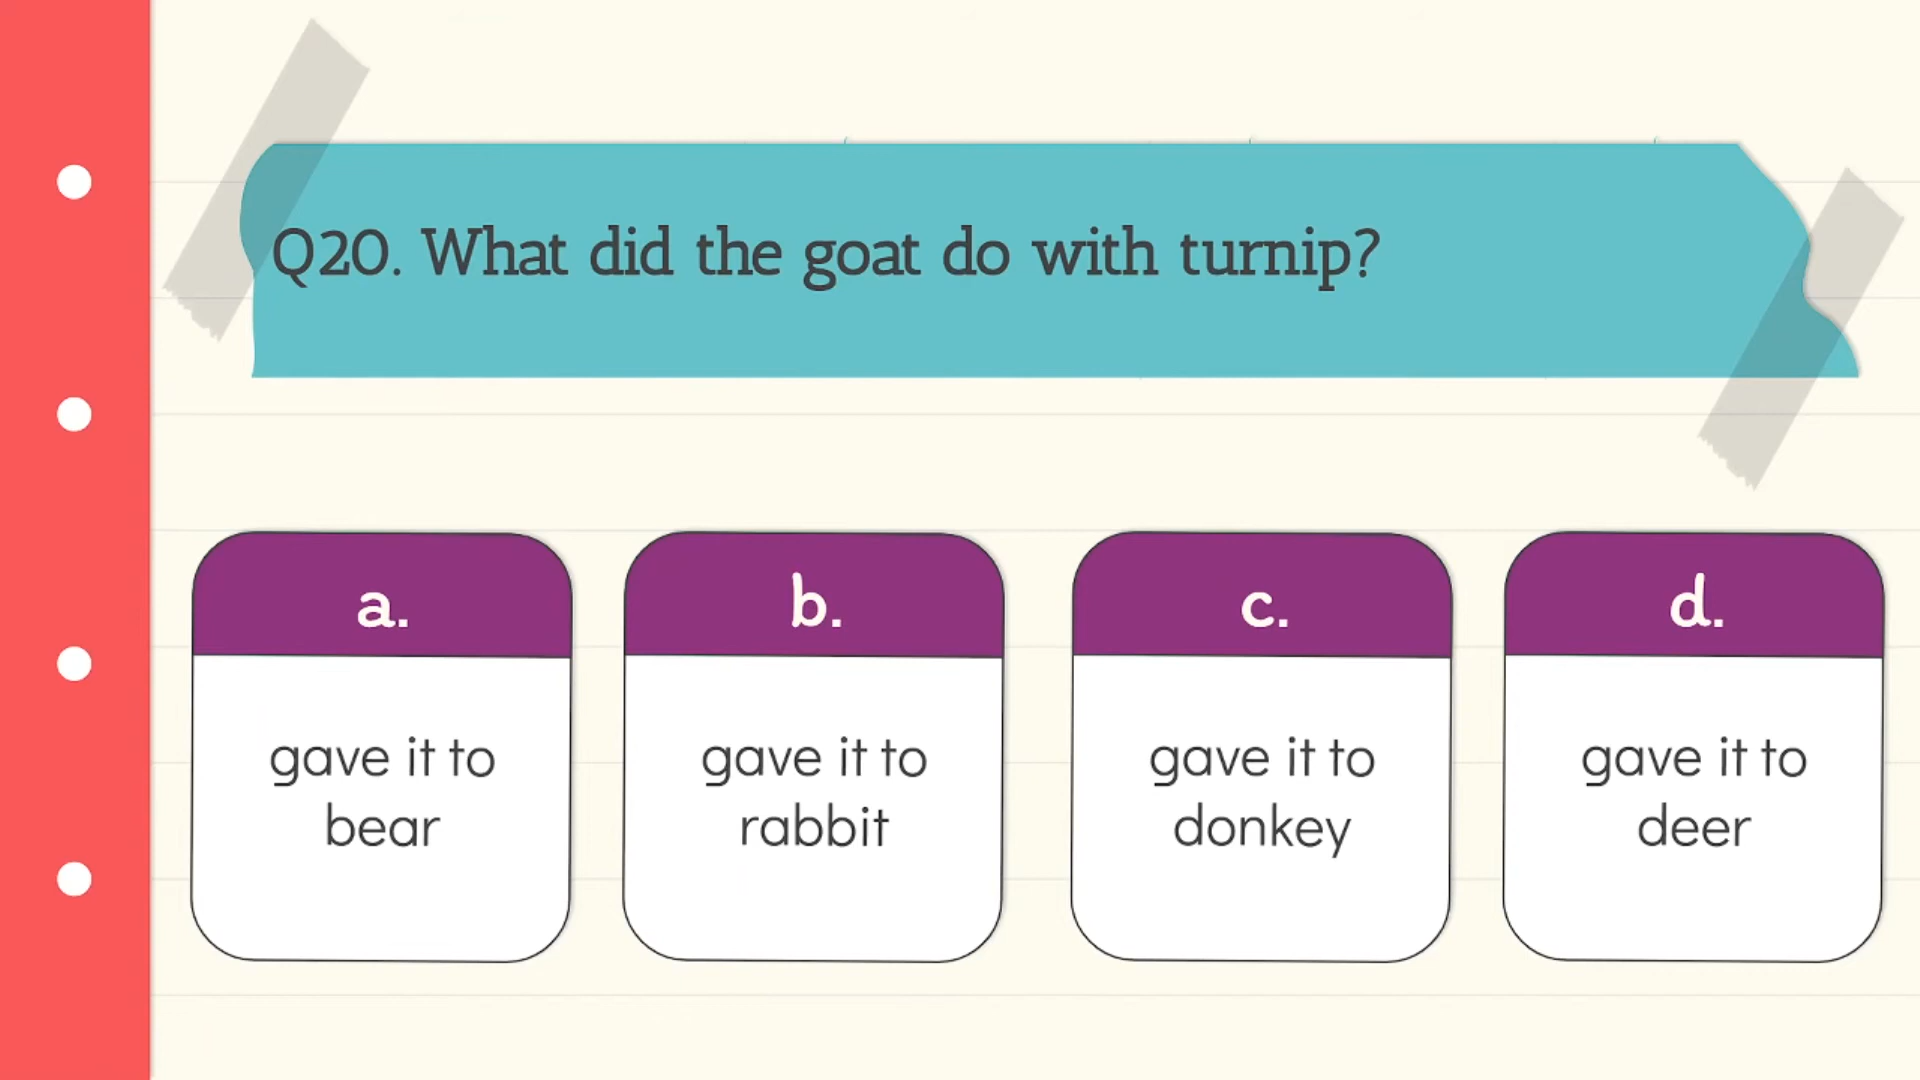 Q20. What did the goat do with turnip?
a.
gave it to
bear
b.
gave it to
rabbit
c.
gave it to
donkey
d.
gave it to
deer